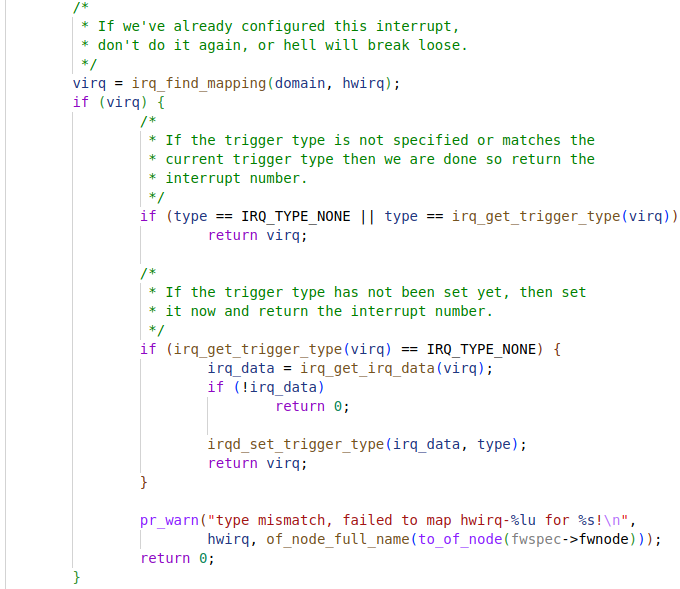 /*
 * If we've already configured this interrupt,
 * don't do it again, or hell will break loose.
 */
virq = irq_find_mapping(domain, hwirq);
if (virq) {
        /*
         * If the trigger type is not specified or matches the
         * current trigger type then we are done so return the
         * interrupt number.
         */
        if (type == IRQ_TYPE_NONE || type == irq_get_trigger_type(virq))
                return virq;

        /*
         * If the trigger type has not been set yet, then set
         * it now and return the interrupt number.
         */
        if (irq_get_trigger_type(virq) == IRQ_TYPE_NONE) {
                irq_data = irq_get_irq_data(virq);
                if (!irq_data)
                        return 0;

                irqd_set_trigger_type(irq_data, type);
                return virq;
        }

        pr_warn("type mismatch, failed to map hwirq-%lu for %s!\n",
                hwirq, of_node_full_name(to_of_node(fwspec->fwnode)));
        return 0;
}